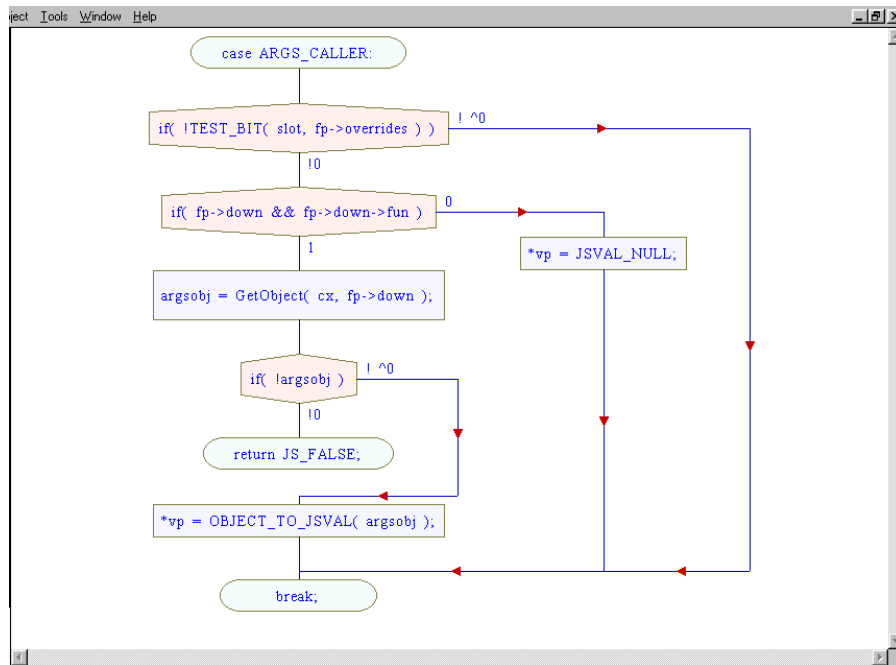 ject Tools Window Help
case ARGS_CALLER:
if( !TEST_BIT( slot, fp->overrides ) )
! ^0
!0
if( fp->down && fp->down->fun )
0
1
*vp = JSVAL_NULL;
argsobj = GetObject( cx, fp->down );
if( !argsobj )
! ^0
!0
return JS_FALSE;
*vp = OBJECT_TO_JSVAL( argsobj );
break;